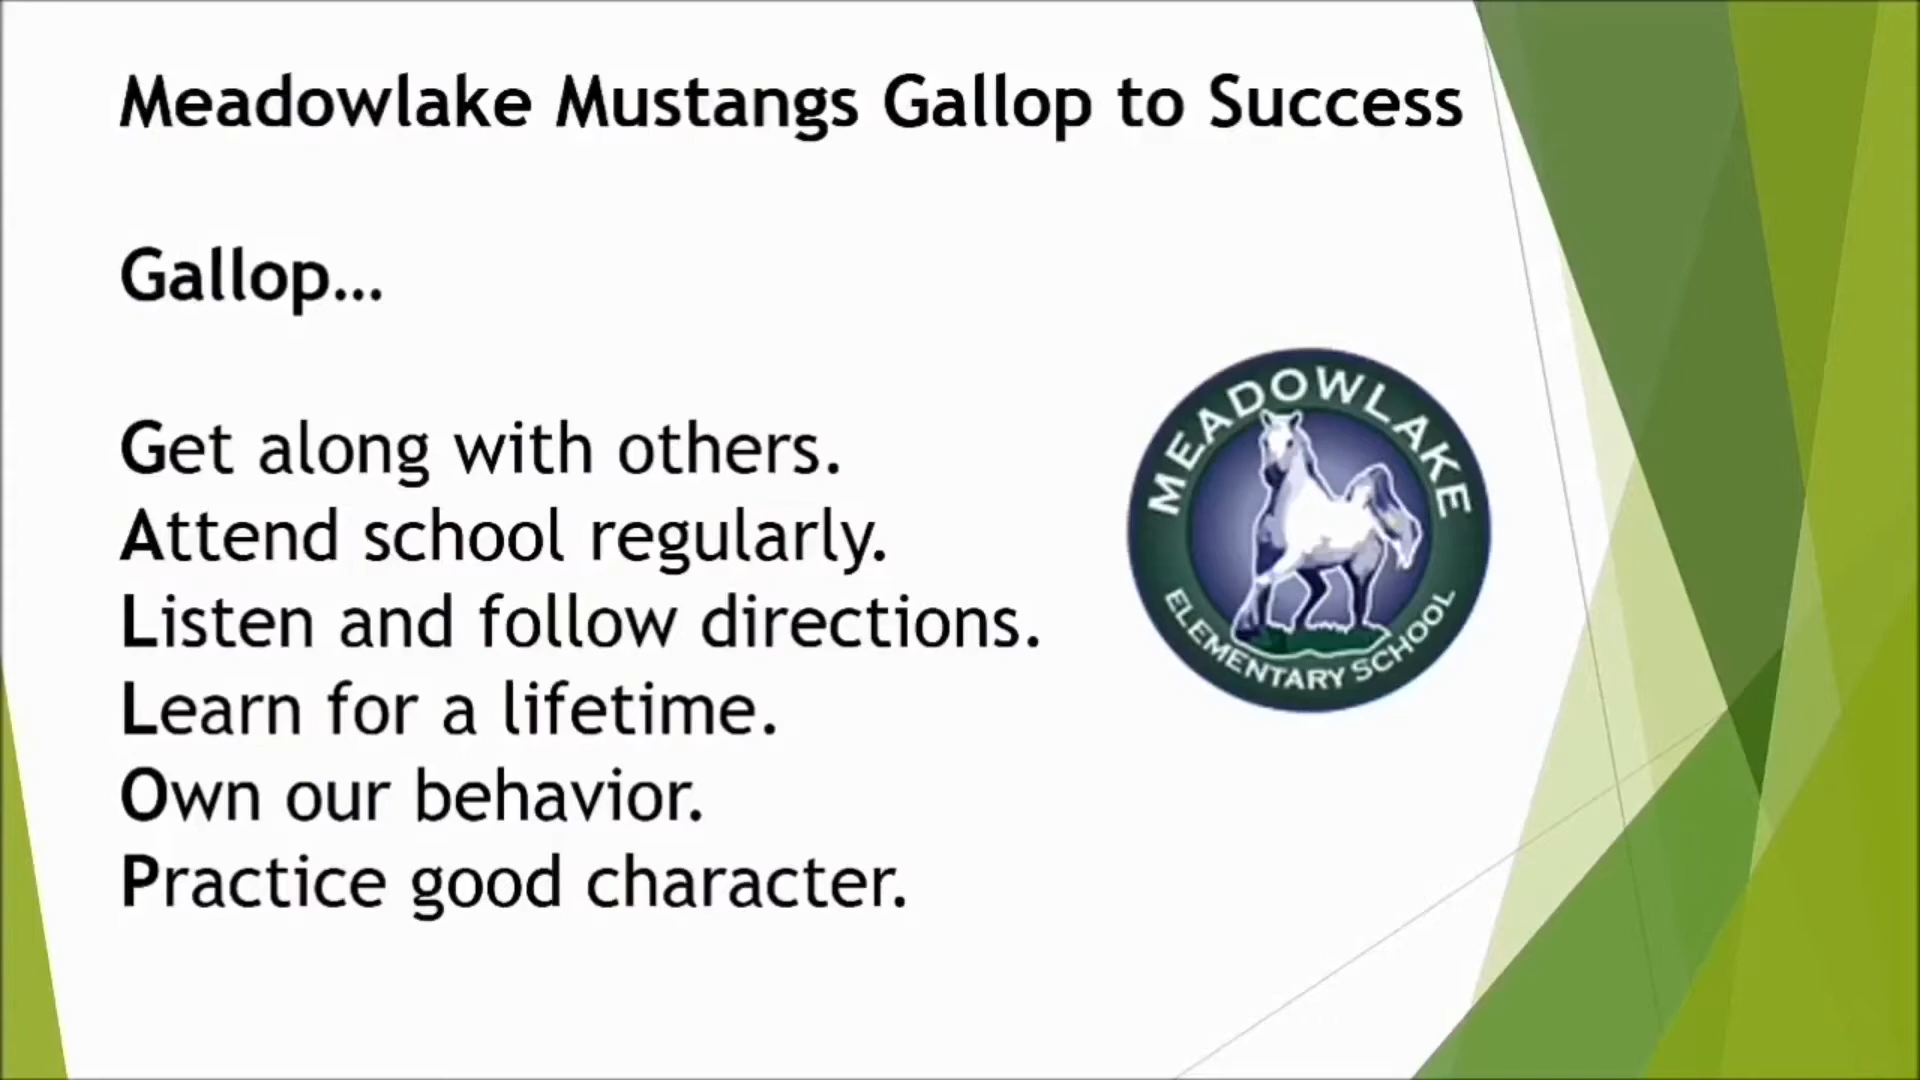 Meadowlake Mustangs Gallop to Success
Gallop…
Get along with others.
Attend school regularly.
Listen and follow directions.
Learn for a lifetime.
Own our behavior.
Practice good character.
MEADOWLAKE
ELEMENTARY SCHOOL